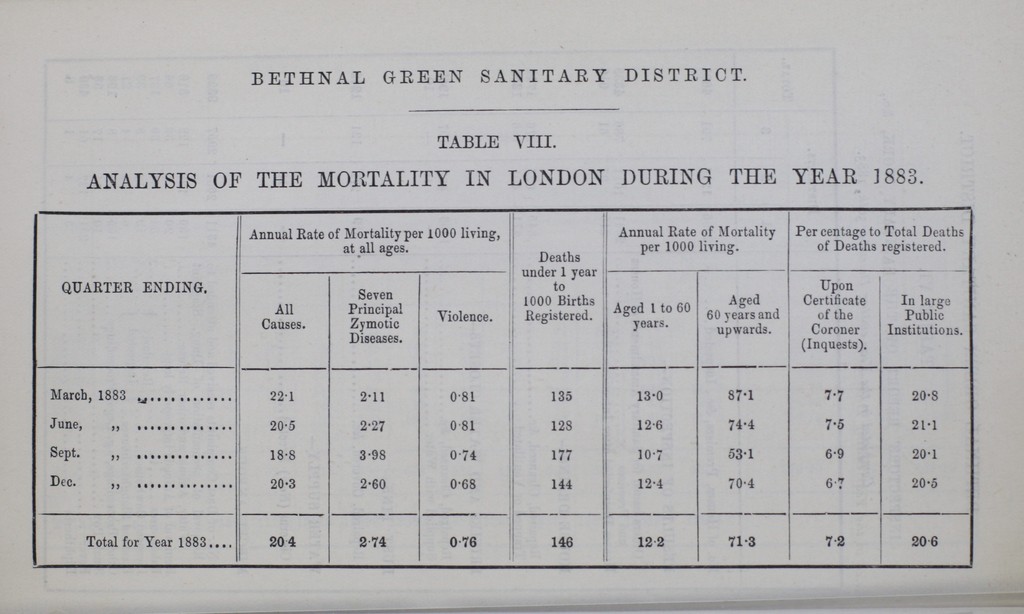 BETHNAL GREEN SANITARY DISTRICT.
TABLE VIII.
ANALYSIS OF THE MORTALITY IN LONDON DURING THE YEAR 1883.
QUARTER ENDING. | Annual Rate of Mortality per 1000 living, at all ages. | Deaths under 1 year to 1000 Births Registered. | Annual Rate of Mortality per 1000 living. | Per centage to Total Deaths of Deaths registered.
All Causes. | Seven Principal Zymotic Diseases. | Violence. | Aged 1 to 60 years. | Aged 60 years and upwards. | Upon Certificate of the Coroner (Inquests). | In large Public Institutions.
March, 1883 ............ | 22·1 | 2·11 | 0·81 | 135 | 13·0 | 87·1 | 7·7 | 20·8
June, ,, ............ | 20·5 | 2·27 | 0·81 | 128 | 12·6 | 74·4 | 7·5 | 21·1
Sept. ,, ............ | 18·8 | 3·98 | 0·74 | 177 | 10·7 | 53·1 | 6·9 | 20·1
Dec. ,, ............ | 20·3 | 2·60 | 0·68 | 144 | 12·4 | 70·4 | 6·7 | 20·5
Total for Year 1883.... | 20·4 | 2·74 | 0·76 | 146 | 12·2 | 71·3 | 7·2 | 20·6